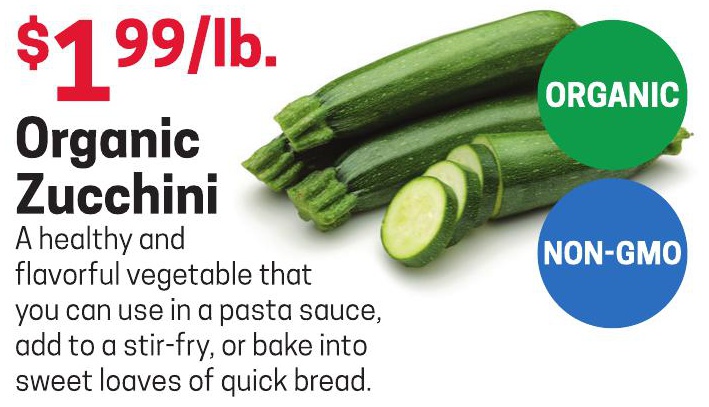 $1 99/lb.
Organic
Zucchini
A healthy and
flavorful vegetable that
you can use in a pasta sauce,
add to a stir-fry, or bake into
sweet loaves of quick bread.
ORGANIC
NON-GMO